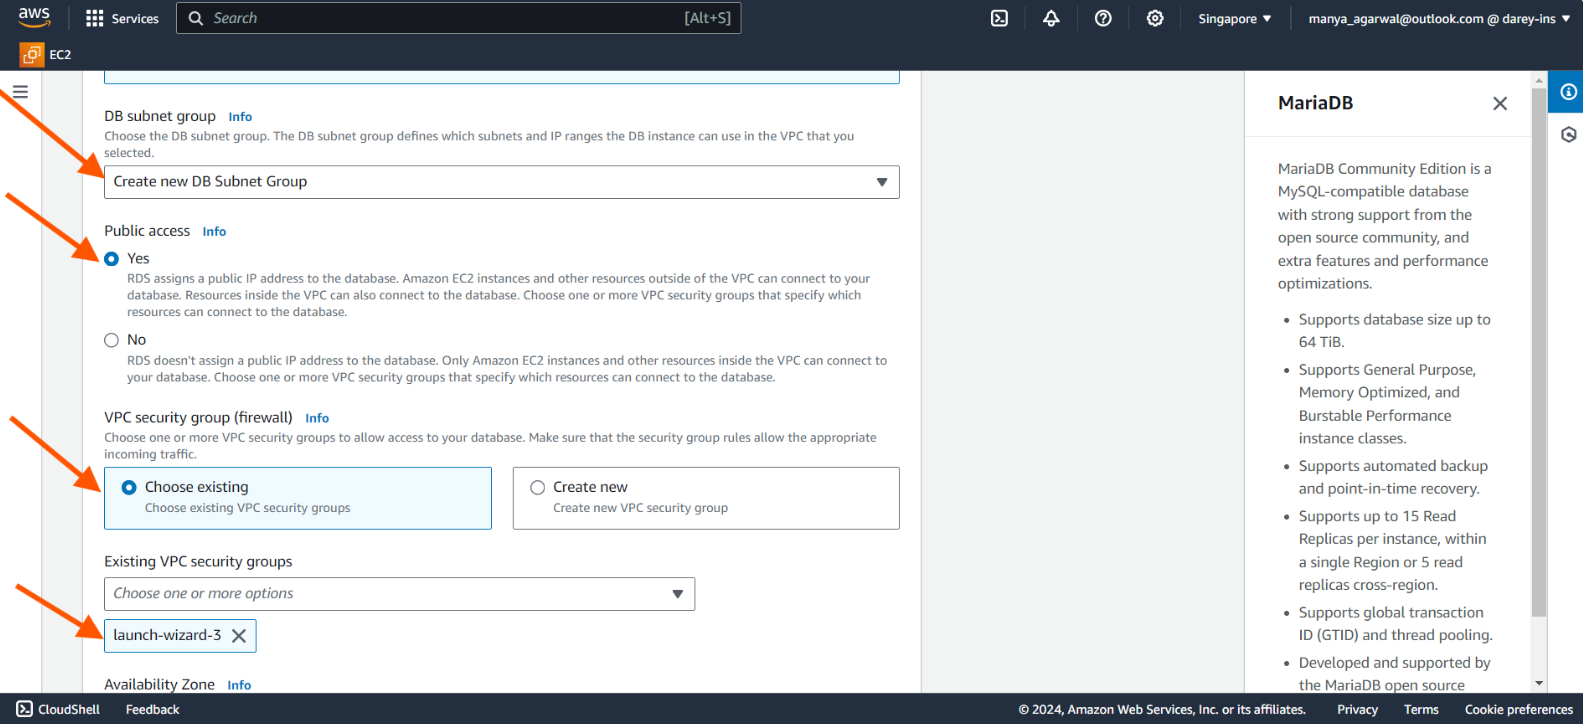 aws
Services
Search
[Alt+S]
Singapore
manya_agarwal@outlook.com @ darey-ins
EC2
DB subnet group Info
Choose the DB subnet group. The DB subnet group defines which subnets and IP ranges the DB instance can use in the VPC that you
selected.
Create new DB Subnet Group
Public access Info
Yes
RDS assigns a public IP address to the database. Amazon EC2 instances and other resources outside of the VPC can connect to your
database. Resources inside the VPC can also connect to the database. Choose one or more VPC security groups that specify which
resources can connect to the database.
No
RDS doesn't assign a public IP address to the database. Only Amazon EC2 instances and other resources inside the VPC can connect to
your database. Choose one or more VPC security groups that specify which resources can connect to the database.
VPC security group (firewall) Info
Choose one or more VPC security groups to allow access to your database. Make sure that the security group rules allow the appropriate
incoming traffic.
Choose existing
Choose existing VPC security groups
Create new
Create new VPC security group
Existing VPC security groups
Choose one or more options
launch-wizard-3
Availability Zone Info
MariaDB
MariaDB Community Edition is a
MySQL-compatible database
with strong support from the
open source community, and
extra features and performance
optimizations.
• Supports database size up to
64 TiB.
• Supports General Purpose,
Memory Optimized, and
Burstable Performance
instance classes.
• Supports automated backup
and point-in-time recovery.
• Supports up to 15 Read
Replicas per instance, within
a single Region or 5 read
replicas cross-region.
• Supports global transaction
ID (GTID) and thread pooling.
• Developed and supported by
the MariaDB open source
CloudShell
Feedback
© 2024, Amazon Web Services, Inc. or its affiliates.
Privacy
Terms
Cookie preferences